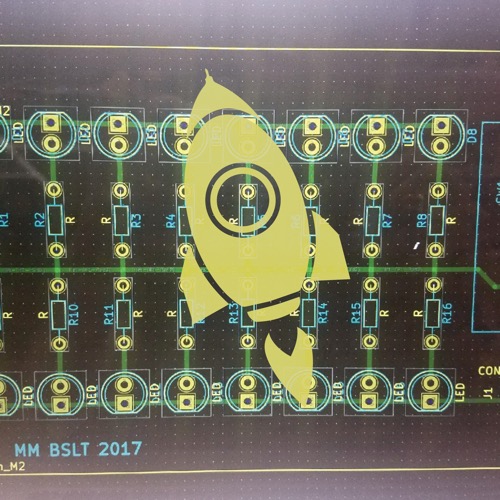 M2
LED LED LED LED LED LED LED D8
R1 R2 R R3 R R4 R R R7 R R8 R
R R10 R R11 R R R13 R R14 R R15 R R16
LED LED LED LED LED LED LED LED
CON
J1
MM BSLT 2017
n_M2